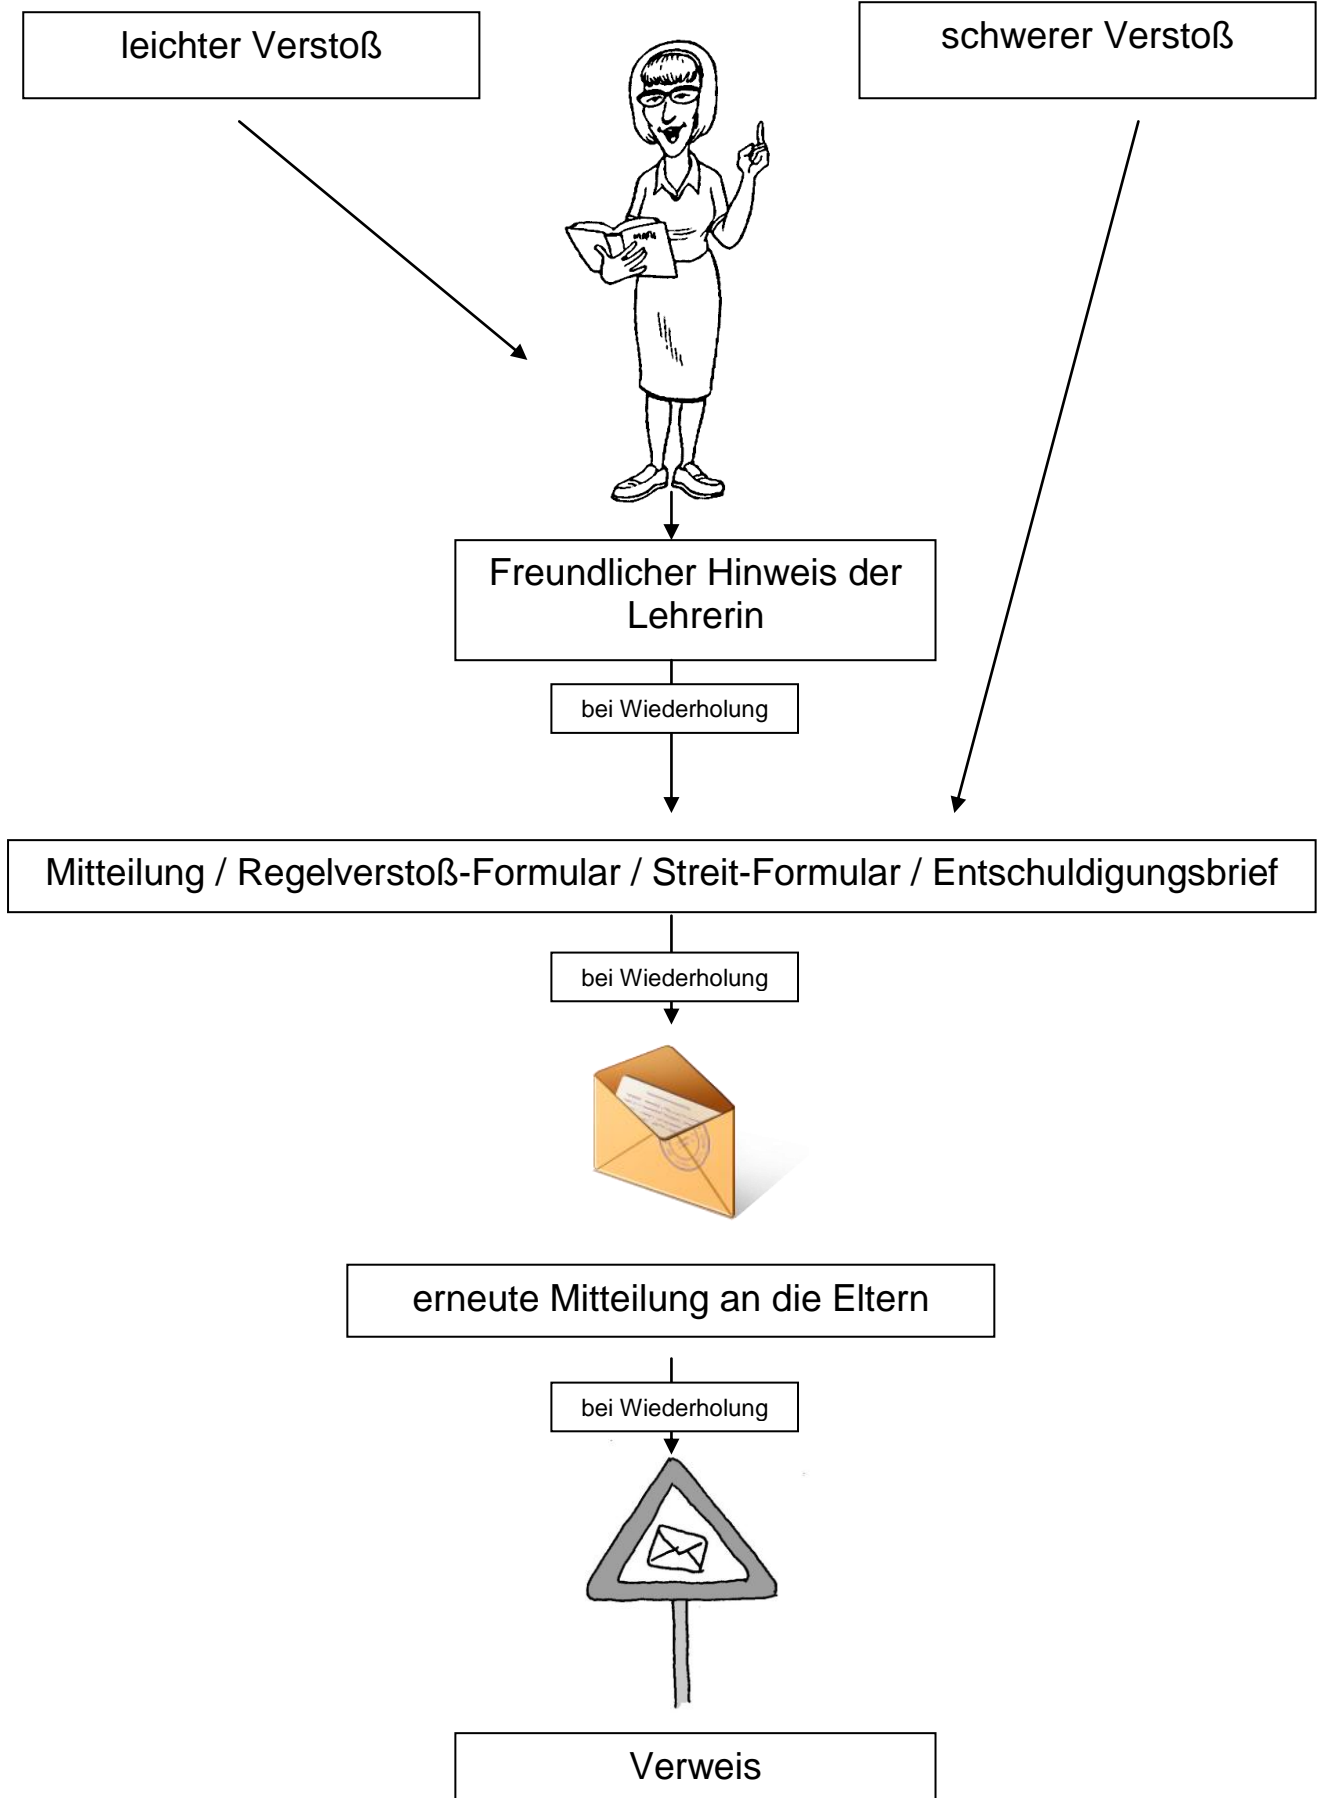 leichter Verstoß
schwerer Verstoß
Freundlicher Hinweis der
Lehrerin
bei Wiederholung
Mitteilung / Regelverstoß-Formular / Streit-Formular / Entschuldigungsbrief
bei Wiederholung
erneute Mitteilung an die Eltern
bei Wiederholung
Verweis